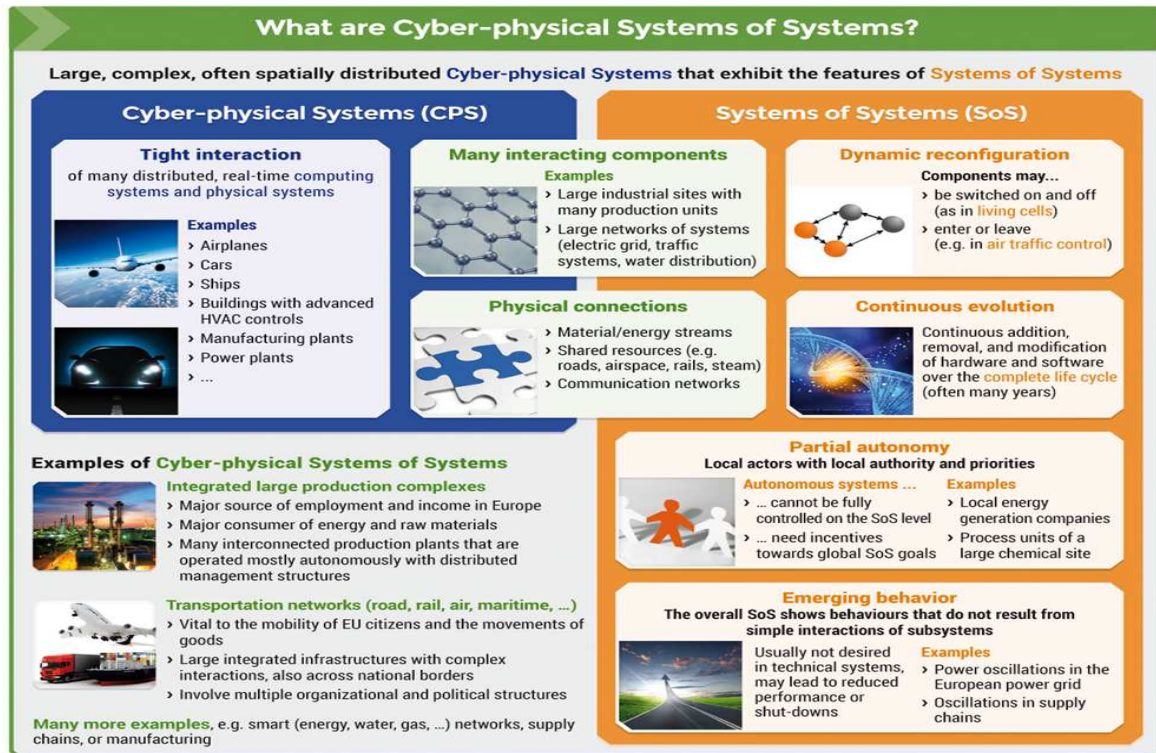 What are Cyber-physical Systems of Systems?
Large, complex, often spatially distributed Cyber-physical Systems that exhibit the features of Systems of Systems
Cyber-physical Systems (CPS)
Tight interaction
of many distributed, real-time computing
systems and physical systems
Examples
› Airplanes
› Cars
› Ships
› Buildings with advanced
HVAC controls
› Manufacturing plants
› Power plants
› ...
Many interacting components
Examples
› Large industrial sites with
many production units
› Large networks of systems
(electric grid, traffic
systems, water distribution)
Physical connections
› Material/energy streams
› Shared resources (e.g.
roads, airspace, rails, steam)
› Communication networks
Systems of Systems (SoS)
Dynamic reconfiguration
Components may...
› be switched on and off
(as in living cells)
› enter or leave
(e.g. in air traffic control)
Continuous evolution
Continuous addition,
removal, and modification
of hardware and software
over the complete life cycle
(often many years)
Partial autonomy
Local actors with local authority and priorities
Autonomous systems ...
› ... cannot be fully
controlled on the SoS level
› ... need incentives
towards global SoS goals
Examples
› Local energy
generation companies
› Process units of a
large chemical site
Emerging behavior
The overall SoS shows behaviours that do not result from
simple interactions of subsystems
Usually not desired
in technical systems,
may lead to reduced
performance or
shut-downs
Examples
› Power oscillations in the
European power grid
› Oscillations in supply
chains
Examples of Cyber-physical Systems of Systems
Integrated large production complexes
› Major source of employment and income in Europe
› Major consumer of energy and raw materials
› Many interconnected production plants that are
operated mostly autonomously with distributed
management structures
Transportation networks (road, rail, air, maritime, ...)
› Vital to the mobility of EU citizens and the movements of
goods
› Large integrated infrastructures with complex
interactions, also across national borders
› Involve multiple organizational and political structures
Many more examples, e.g. smart (energy, water, gas, ...) networks, supply
chains, or manufacturing